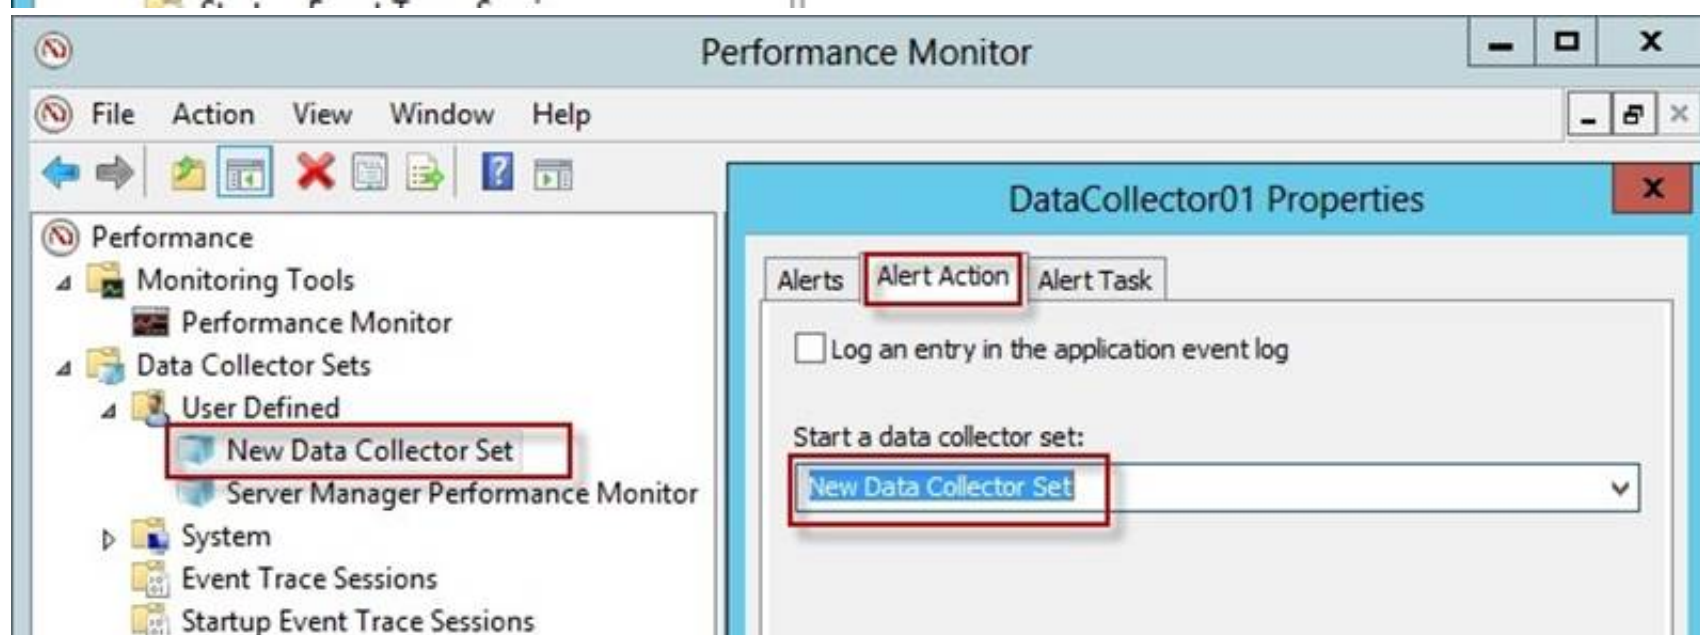 Performance Monitor
File Action View Window Help
Performance
Monitoring Tools
Performance Monitor
Data Collector Sets
User Defined
New Data Collector Set
Server Manager Performance Monitor
System
Event Trace Sessions
Startup Event Trace Sessions
DataCollector01 Properties
Alerts Alert Action Alert Task
Log an entry in the application event log
Start a data collector set:
New Data Collector Set